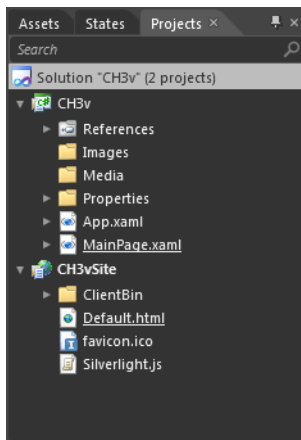 Assets States Projects ×
Search
Solution "CH3v" (2 projects)
CH3v
References
Images
Media
Properties
App.xaml
MainPage.xaml
CH3vSite
ClientBin
Default.html
favicon.ico
Silverlight.js